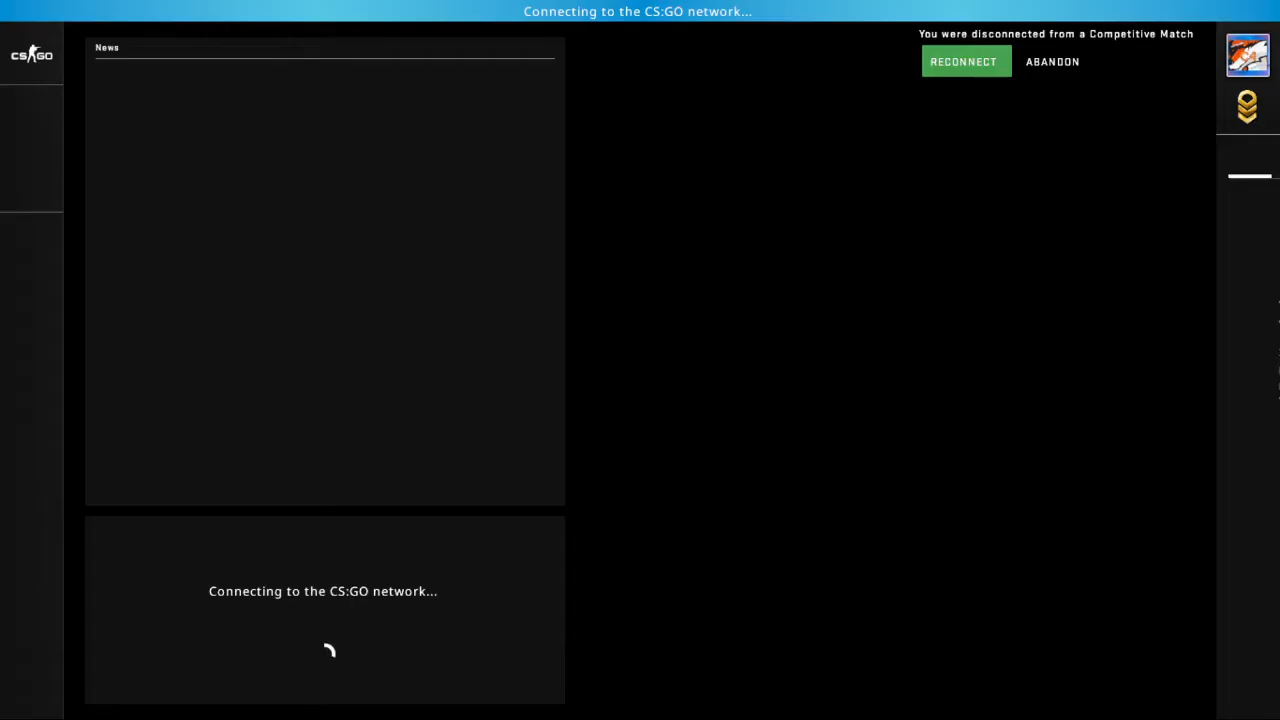 Connecting to the CS:GO network...
CS GO
News
You were disconnected from a Competitive Match
RECONNECT
ABANDON
Connecting to the CS:GO network...